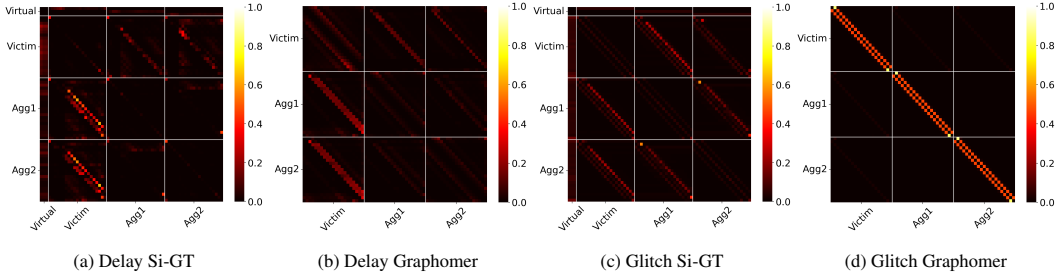 Virtual
Victim
Agg1
Agg2
Virtual
Victim
Agg1
Agg2
1.0
0.8
0.6
0.4
0.2
0.0
(a) Delay Si-GT
Victim
Agg1
Agg2
Victim
Agg1
Agg2
1.0
0.8
0.6
0.4
0.2
0.0
(b) Delay Graphomer
Virtual
Victim
Agg1
Agg2
Virtual
Victim
Agg1
Agg2
1.0
0.8
0.6
0.4
0.2
0.0
(c) Glitch Si-GT
Victim
Agg1
Agg2
Victim
Agg1
Agg2
1.0
0.8
0.6
0.4
0.2
0.0
(d) Glitch Graphomer